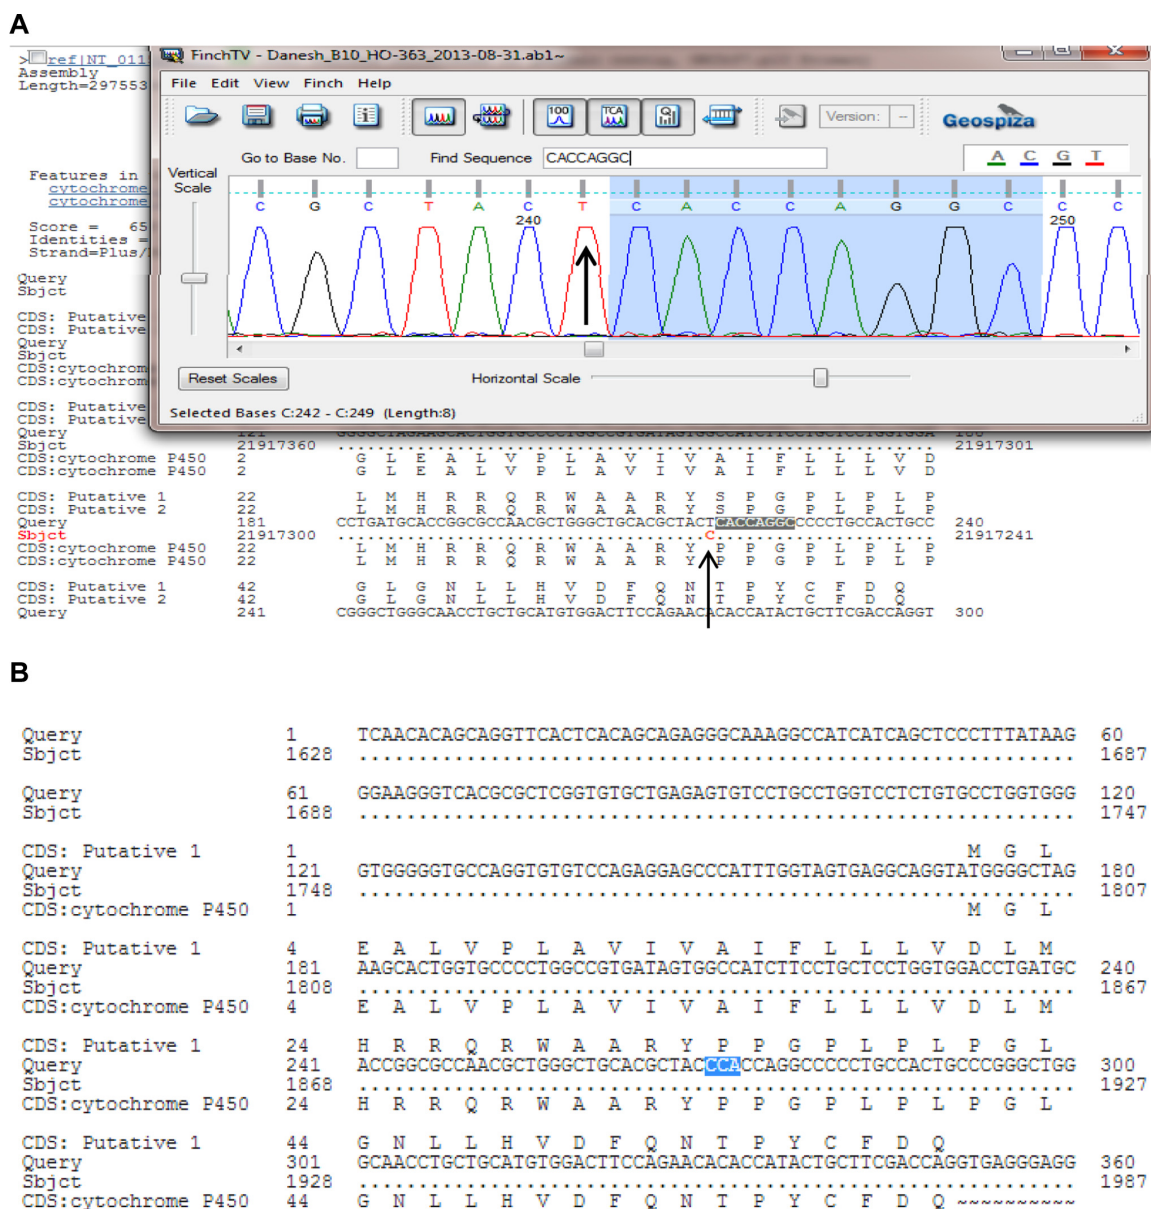 A
>ref|NT_011
Assembly
Length=297553
FinchTV - Danesh_B10_HO-363_2013-08-31.ab1~
File Edit View Finch Help
Version: --
Geospiza
Go to Base No. Find Sequence CACCAGGC
A C G T
Vertical
Scale
C G C T A C T C A C C A G G C C C
240 250
Reset Scales Horizontal Scale
Selected Bases C:242 - C:249 (Length:8)
Features in
cytochrome
cytochrome
Score = 65
Identities =
Strand=Plus/
Query
Sbjct
CDS: Putative
CDS: Putative
Query
Sbjct
CDS:cytochrom
CDS:cytochrom
CDS: Putative
CDS: Putative
Query 121 GGGGCTAGAAGCACTGGTGCCCCTGGCCGTGATAGTGGCCATCTTCCTGCTCCTGGTGGA 180
Sbjct 21917360 ............................................................ 21917301
CDS:cytochrome P450 2 G L E A L V P L A V I V A I F L L L V D
CDS:cytochrome P450 2 G L E A L V P L A V I V A I F L L L V D
CDS: Putative 1 22 L M H R R Q R W A A R Y S P G P L P L P
CDS: Putative 2 22 L M H R R Q R W A A R Y S P G P L P L P
Query 181 CCTGATGCACCGGCGCCAACGCTGGGCTGCACGCTACTCACCAGGCCCCCTGCCACTGCC 240
Sbjct 21917300 .....................................C...................... 21917241
CDS:cytochrome P450 22 L M H R R Q R W A A R Y P P G P L P L P
CDS:cytochrome P450 22 L M H R R Q R W A A R Y P P G P L P L P
CDS: Putative 1 42 G L G N L L H V D F Q N T P Y C F D Q
CDS: Putative 2 42 G L G N L L H V D F Q N T P Y C F D Q
Query 241 CGGGCTGGGCAACCTGCTGCATGTGGACTTCCAGAACACACCATACTGCTTCGACCAGGT 300
B
Query 1 TCAACACAGCAGGTTCACTCACAGCAGAGGGCAAAGGCCATCATCAGCTCCCTTTATAAG 60
Sbjct 1628 ............................................................ 1687
Query 61 GGAAGGGTCACGCGCTCGGTGTGCTGAGAGTGTCCTGCCTGGTCCTCTGTGCCTGGTGGG 120
Sbjct 1688 ............................................................ 1747
CDS: Putative 1 1 M G L
Query 121 GTGGGGGTGCCAGGTGTGTCCAGAGGAGCCCATTTGGTAGTGAGGCAGGTATGGGGCTAG 180
Sbjct 1748 ............................................................ 1807
CDS:cytochrome P450 1 M G L
CDS: Putative 1 4 E A L V P L A V I V A I F L L L V D L M
Query 181 AAGCACTGGTGCCCCTGGCCGTGATAGTGGCCATCTTCCTGCTCCTGGTGGACCTGATGC 240
Sbjct 1808 ............................................................ 1867
CDS:cytochrome P450 4 E A L V P L A V I V A I F L L L V D L M
CDS: Putative 1 24 H R R Q R W A A R Y P P G P L P L P G L
Query 241 ACCGGCGCCAACGCTGGGCTGCACGCTACCCACCAGGCCCCCTGCCACTGCCCGGGCTGG 300
Sbjct 1868 ............................................................ 1927
CDS:cytochrome P450 24 H R R Q R W A A R Y P P G P L P L P G L
CDS: Putative 1 44 G N L L H V D F Q N T P Y C F D Q
Query 301 GCAACCTGCTGCATGTGGACTTCCAGAACACACCATACTGCTTCGACCAGGTGAGGGAGG 360
Sbjct 1928 ............................................................ 1987
CDS:cytochrome P450 44 G N L L H V D F Q N T P Y C F D Q ~~~~~~~~~~